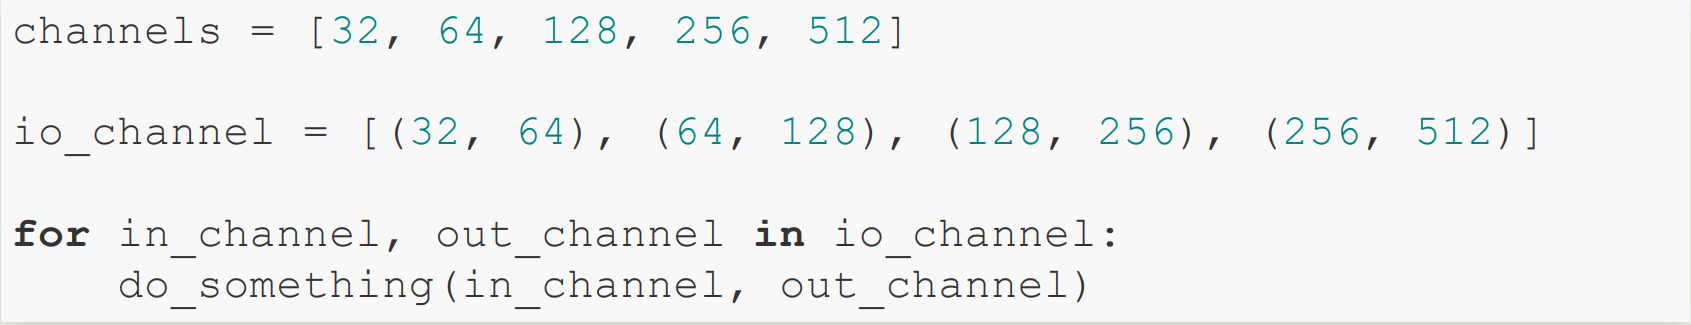 channels = [32, 64, 128, 256, 512]
io_channel = [(32, 64), (64, 128), (128, 256), (256, 512)]
for in_channel, out_channel in io_channel:
    do_something(in_channel, out_channel)